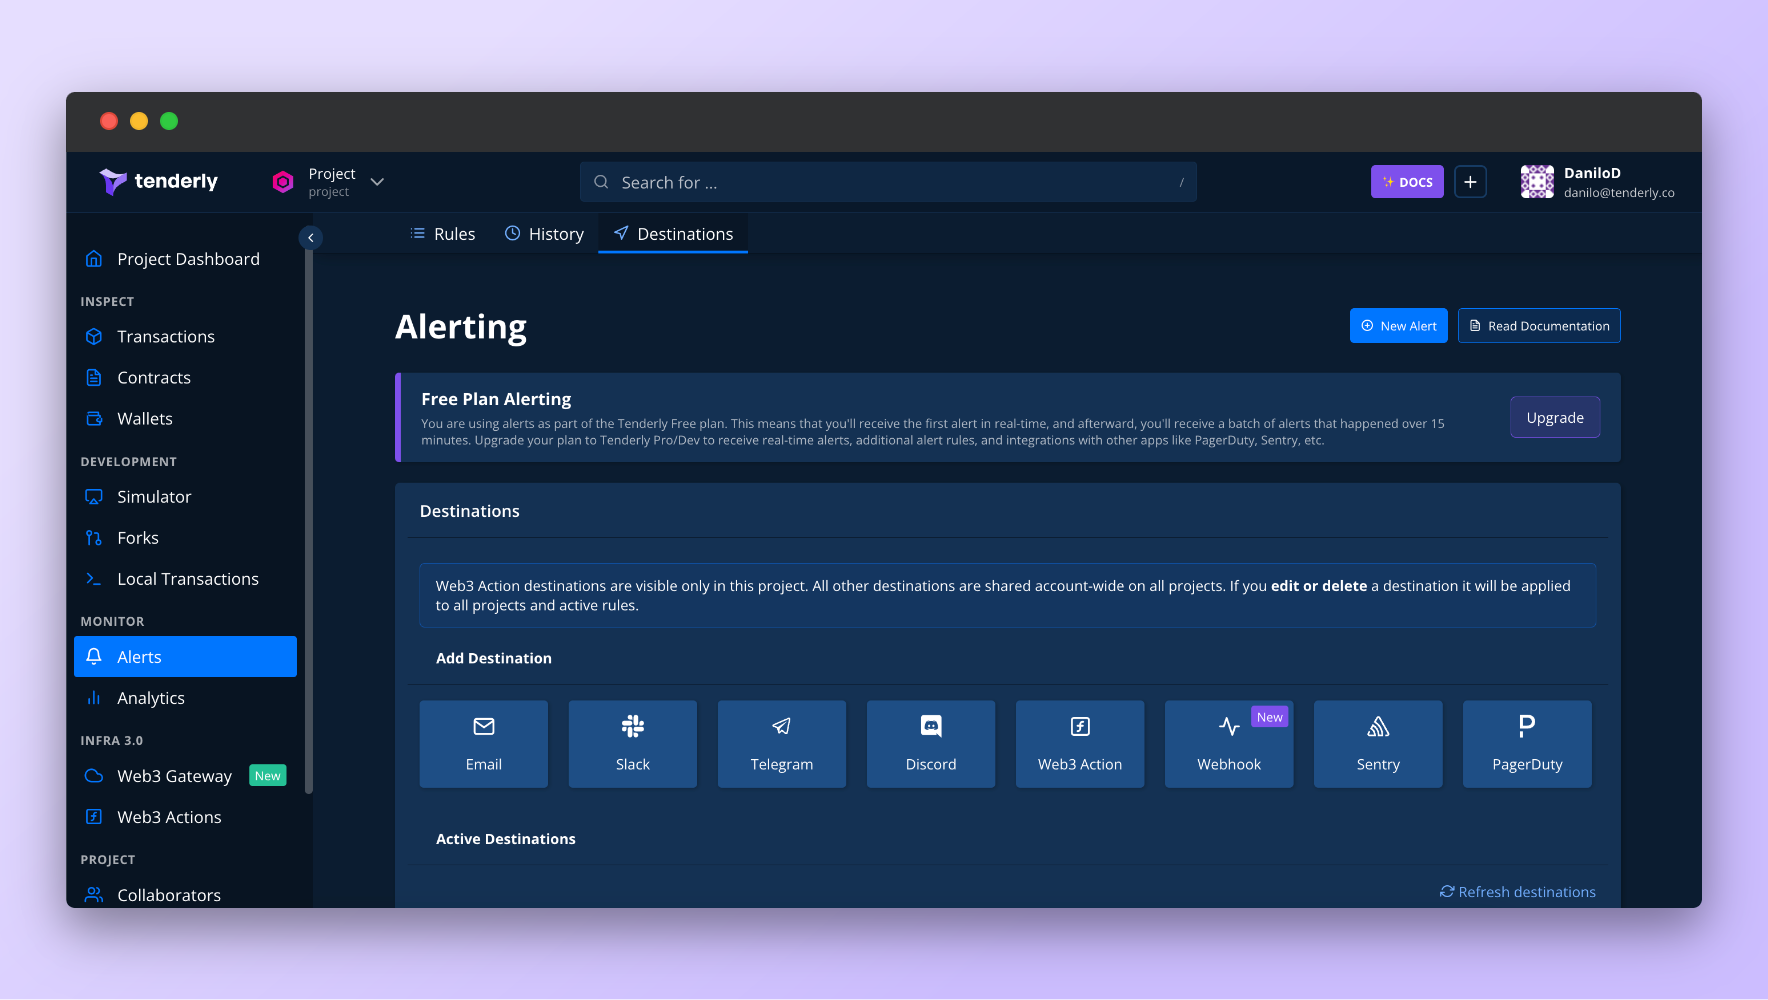 tenderly
Project
project
Search for ...
/
DOCS
+
DaniloD
danilo@tenderly.co
Rules
History
Destinations
Project Dashboard
INSPECT
Transactions
Contracts
Wallets
DEVELOPMENT
Simulator
Forks
Local Transactions
MONITOR
Alerts
Analytics
INFRA 3.0
Web3 Gateway
New
Web3 Actions
PROJECT
Collaborators
Alerting
New Alert
Read Documentation
Free Plan Alerting
You are using alerts as part of the Tenderly Free plan. This means that you'll receive the first alert in real-time, and afterward, you'll receive a batch of alerts that happened over 15
minutes. Upgrade your plan to Tenderly Pro/Dev to receive real-time alerts, additional alert rules, and integrations with other apps like PagerDuty, Sentry, etc.
Upgrade
Destinations
Web3 Action destinations are visible only in this project. All other destinations are shared account-wide on all projects. If you edit or delete a destination it will be applied
to all projects and active rules.
Add Destination
Email
Slack
Telegram
Discord
Web3 Action
New
Webhook
Sentry
PagerDuty
Active Destinations
Refresh destinations